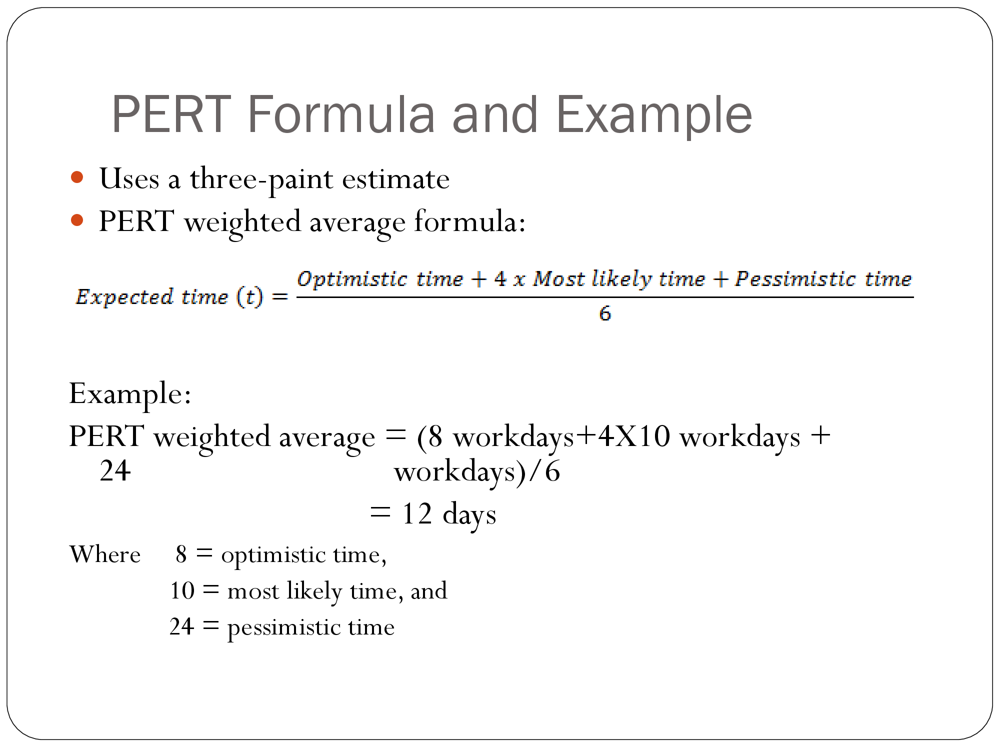 PERT Formula and Example
• Uses a three-paint estimate
• PERT weighted average formula:
Expected time (t) = (Optimistic time + 4 x Most likely time + Pessimistic time) / 6
Example:
PERT weighted average = (8 workdays+4X10 workdays +
24 workdays)/6
= 12 days
Where 8 = optimistic time,
10 = most likely time, and
24 = pessimistic time